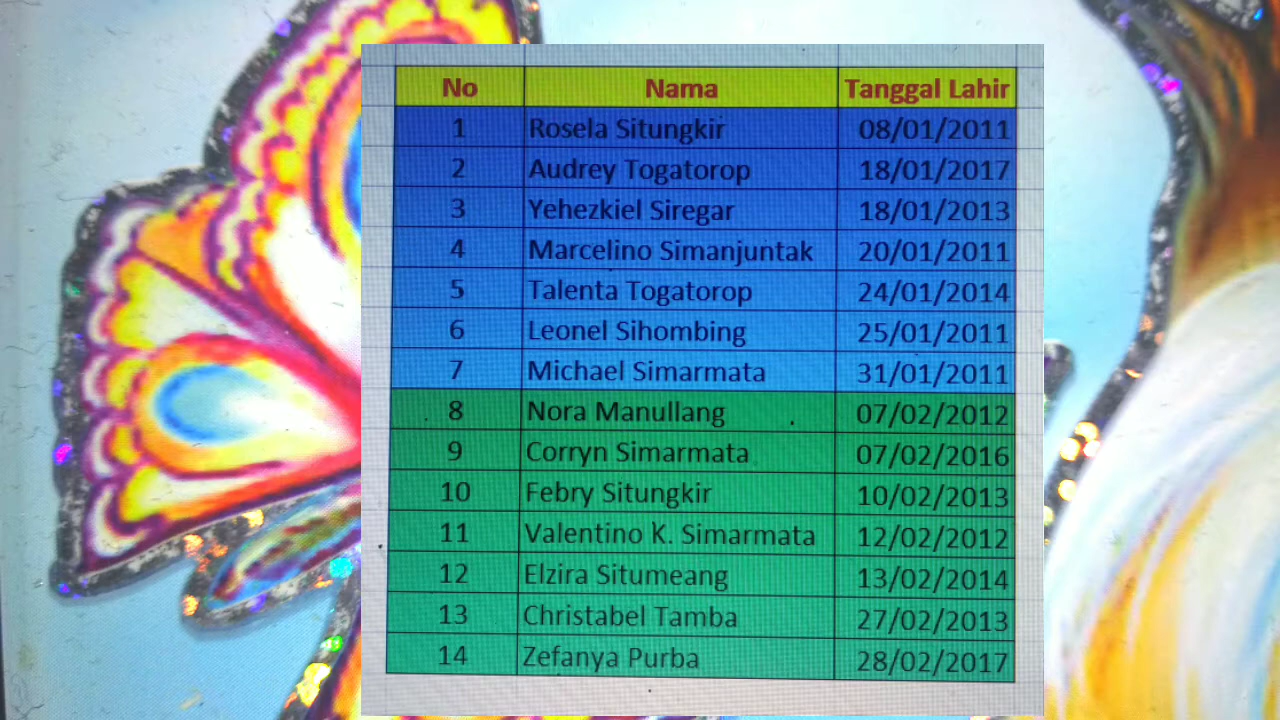 No Nama Tanggal Lahir
1 Rosela Situngkir 08/01/2011
2 Audrey Togatorop 18/01/2017
3 Yehezkiel Siregar 18/01/2013
4 Marcelino Simanjuntak 20/01/2011
5 Talenta Togatorop 24/01/2014
6 Leonel Sihombing 25/01/2011
7 Michael Simarmata 31/01/2011
8 Nora Manullang 07/02/2012
9 Corryn Simarmata 07/02/2016
10 Febry Situngkir 10/02/2013
11 Valentino K. Simarmata 12/02/2012
12 Elzira Situmeang 13/02/2014
13 Christabel Tamba 27/02/2013
14 Zefanya Purba 28/02/2017